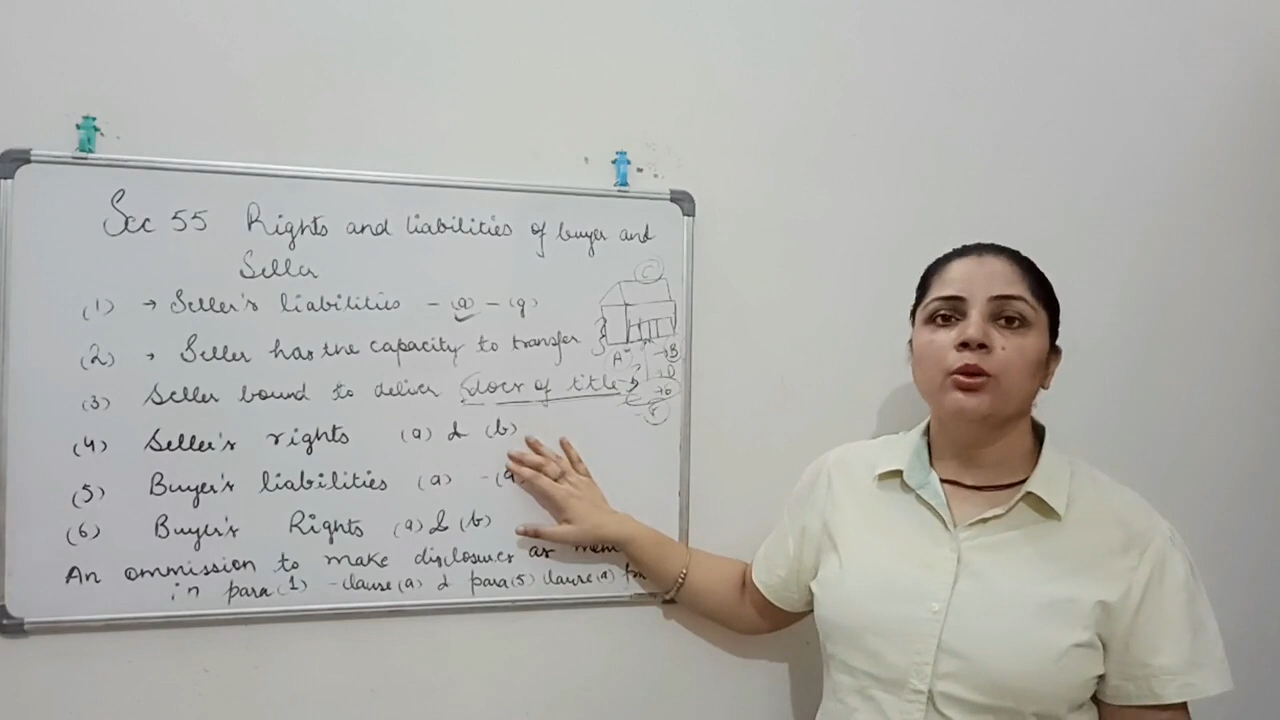 Sec 55 Rights and liabilities of buyer and
Seller
(1) → Seller's liabilities - (a) - (g)
(2) → Seller has the capacity to transfer
(3) Seller bound to deliver docs of title
(4) Seller's rights (a) & (b)
(5) Buyer's liabilities (a) -
(6) Buyer's Rights (a) & (b)
An ommission to make disclosures as
in para (1) - clause (a) & para (5) clause (a)
C
A
→ B
→ D